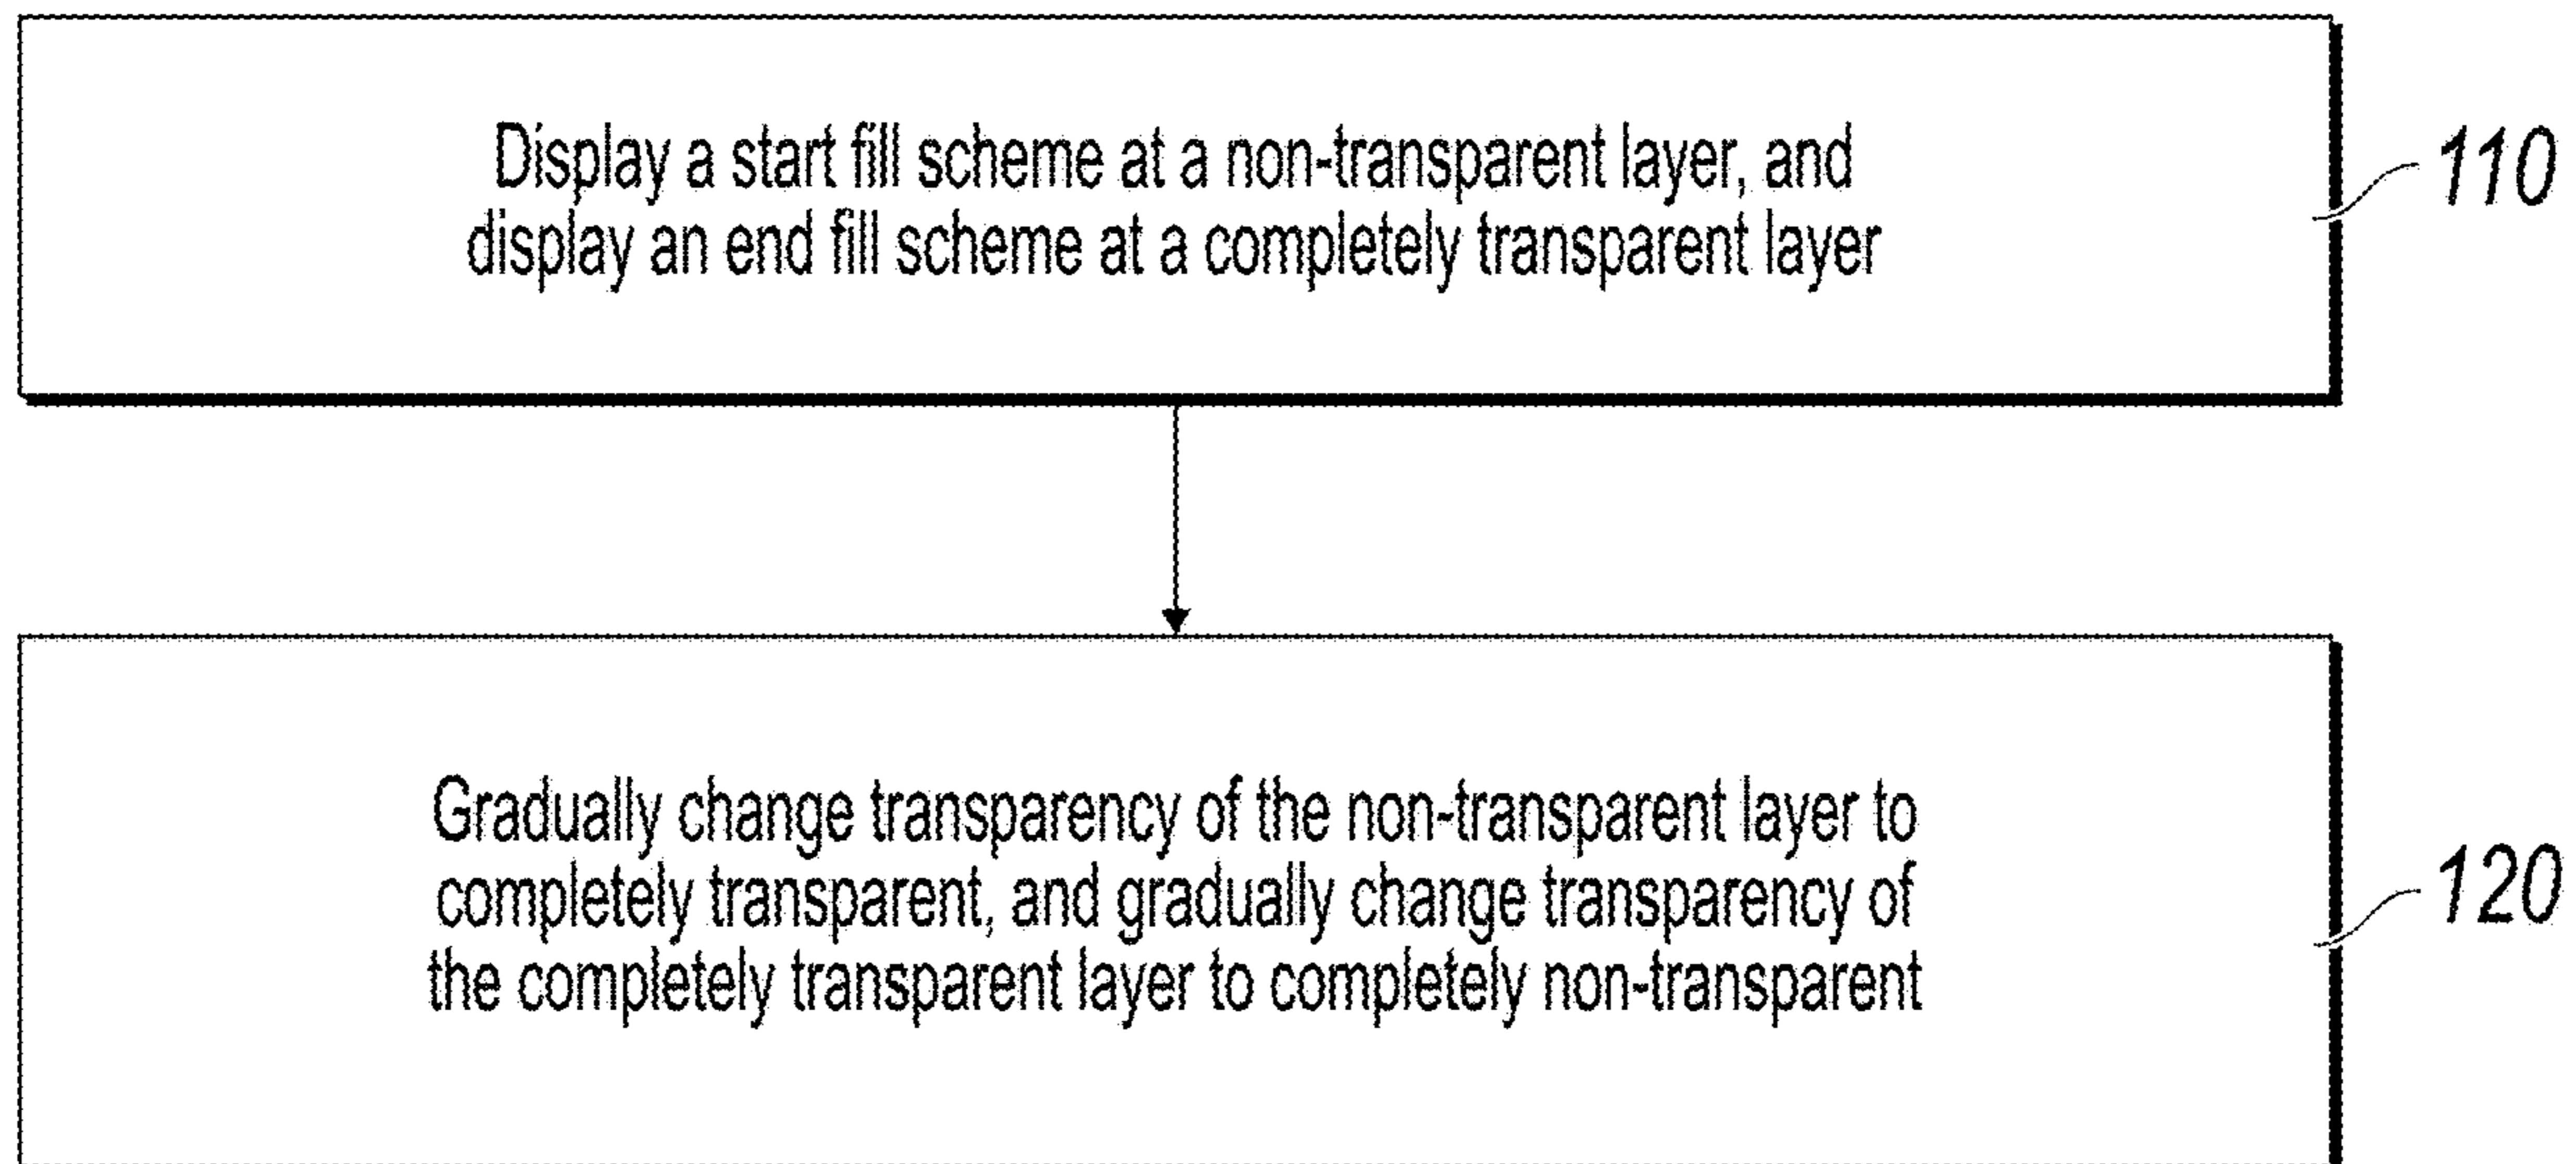 Display a start fill scheme at a non-transparent layer, and
display an end fill scheme at a completely transparent layer
110
Gradually change transparency of the non-transparent layer to
completely transparent, and gradually change transparency of
the completely transparent layer to completely non-transparent
120